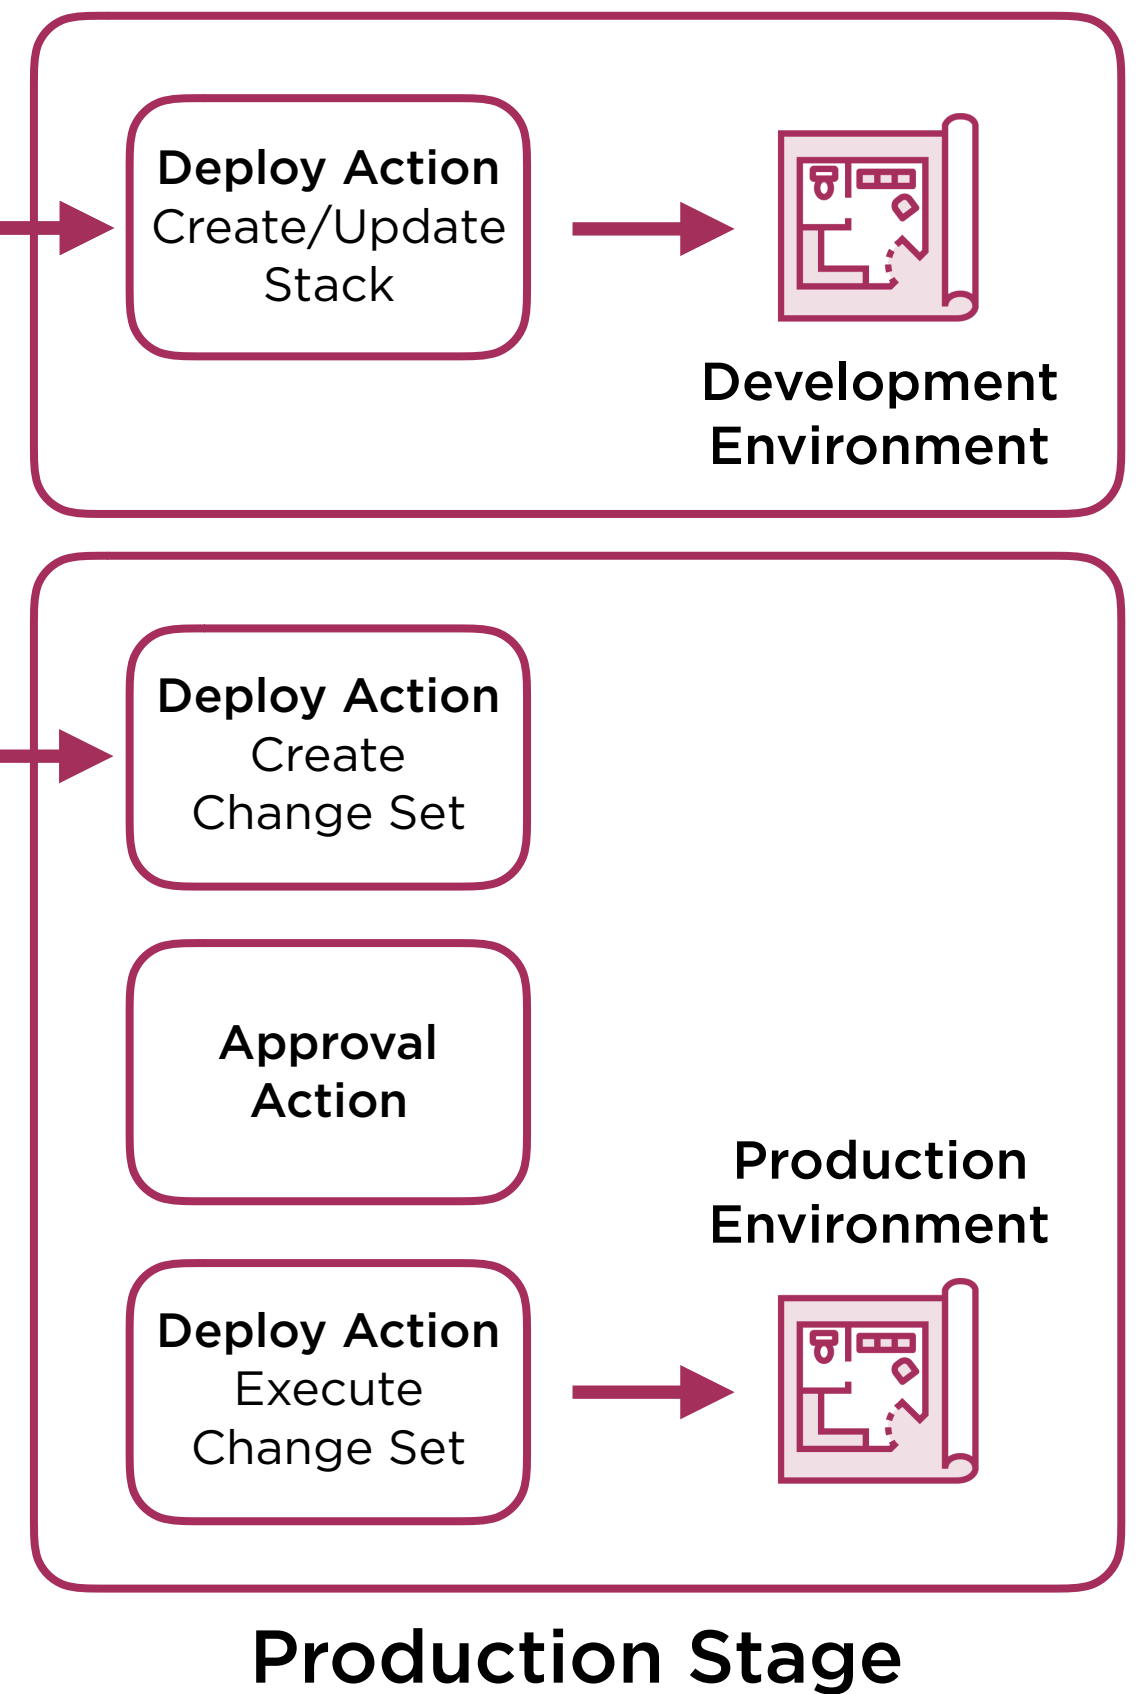 Deploy Action
Create/Update
Stack
Development
Environment
Deploy Action
Create
Change Set
Approval
Action
Production
Environment
Deploy Action
Execute
Change Set
Production Stage